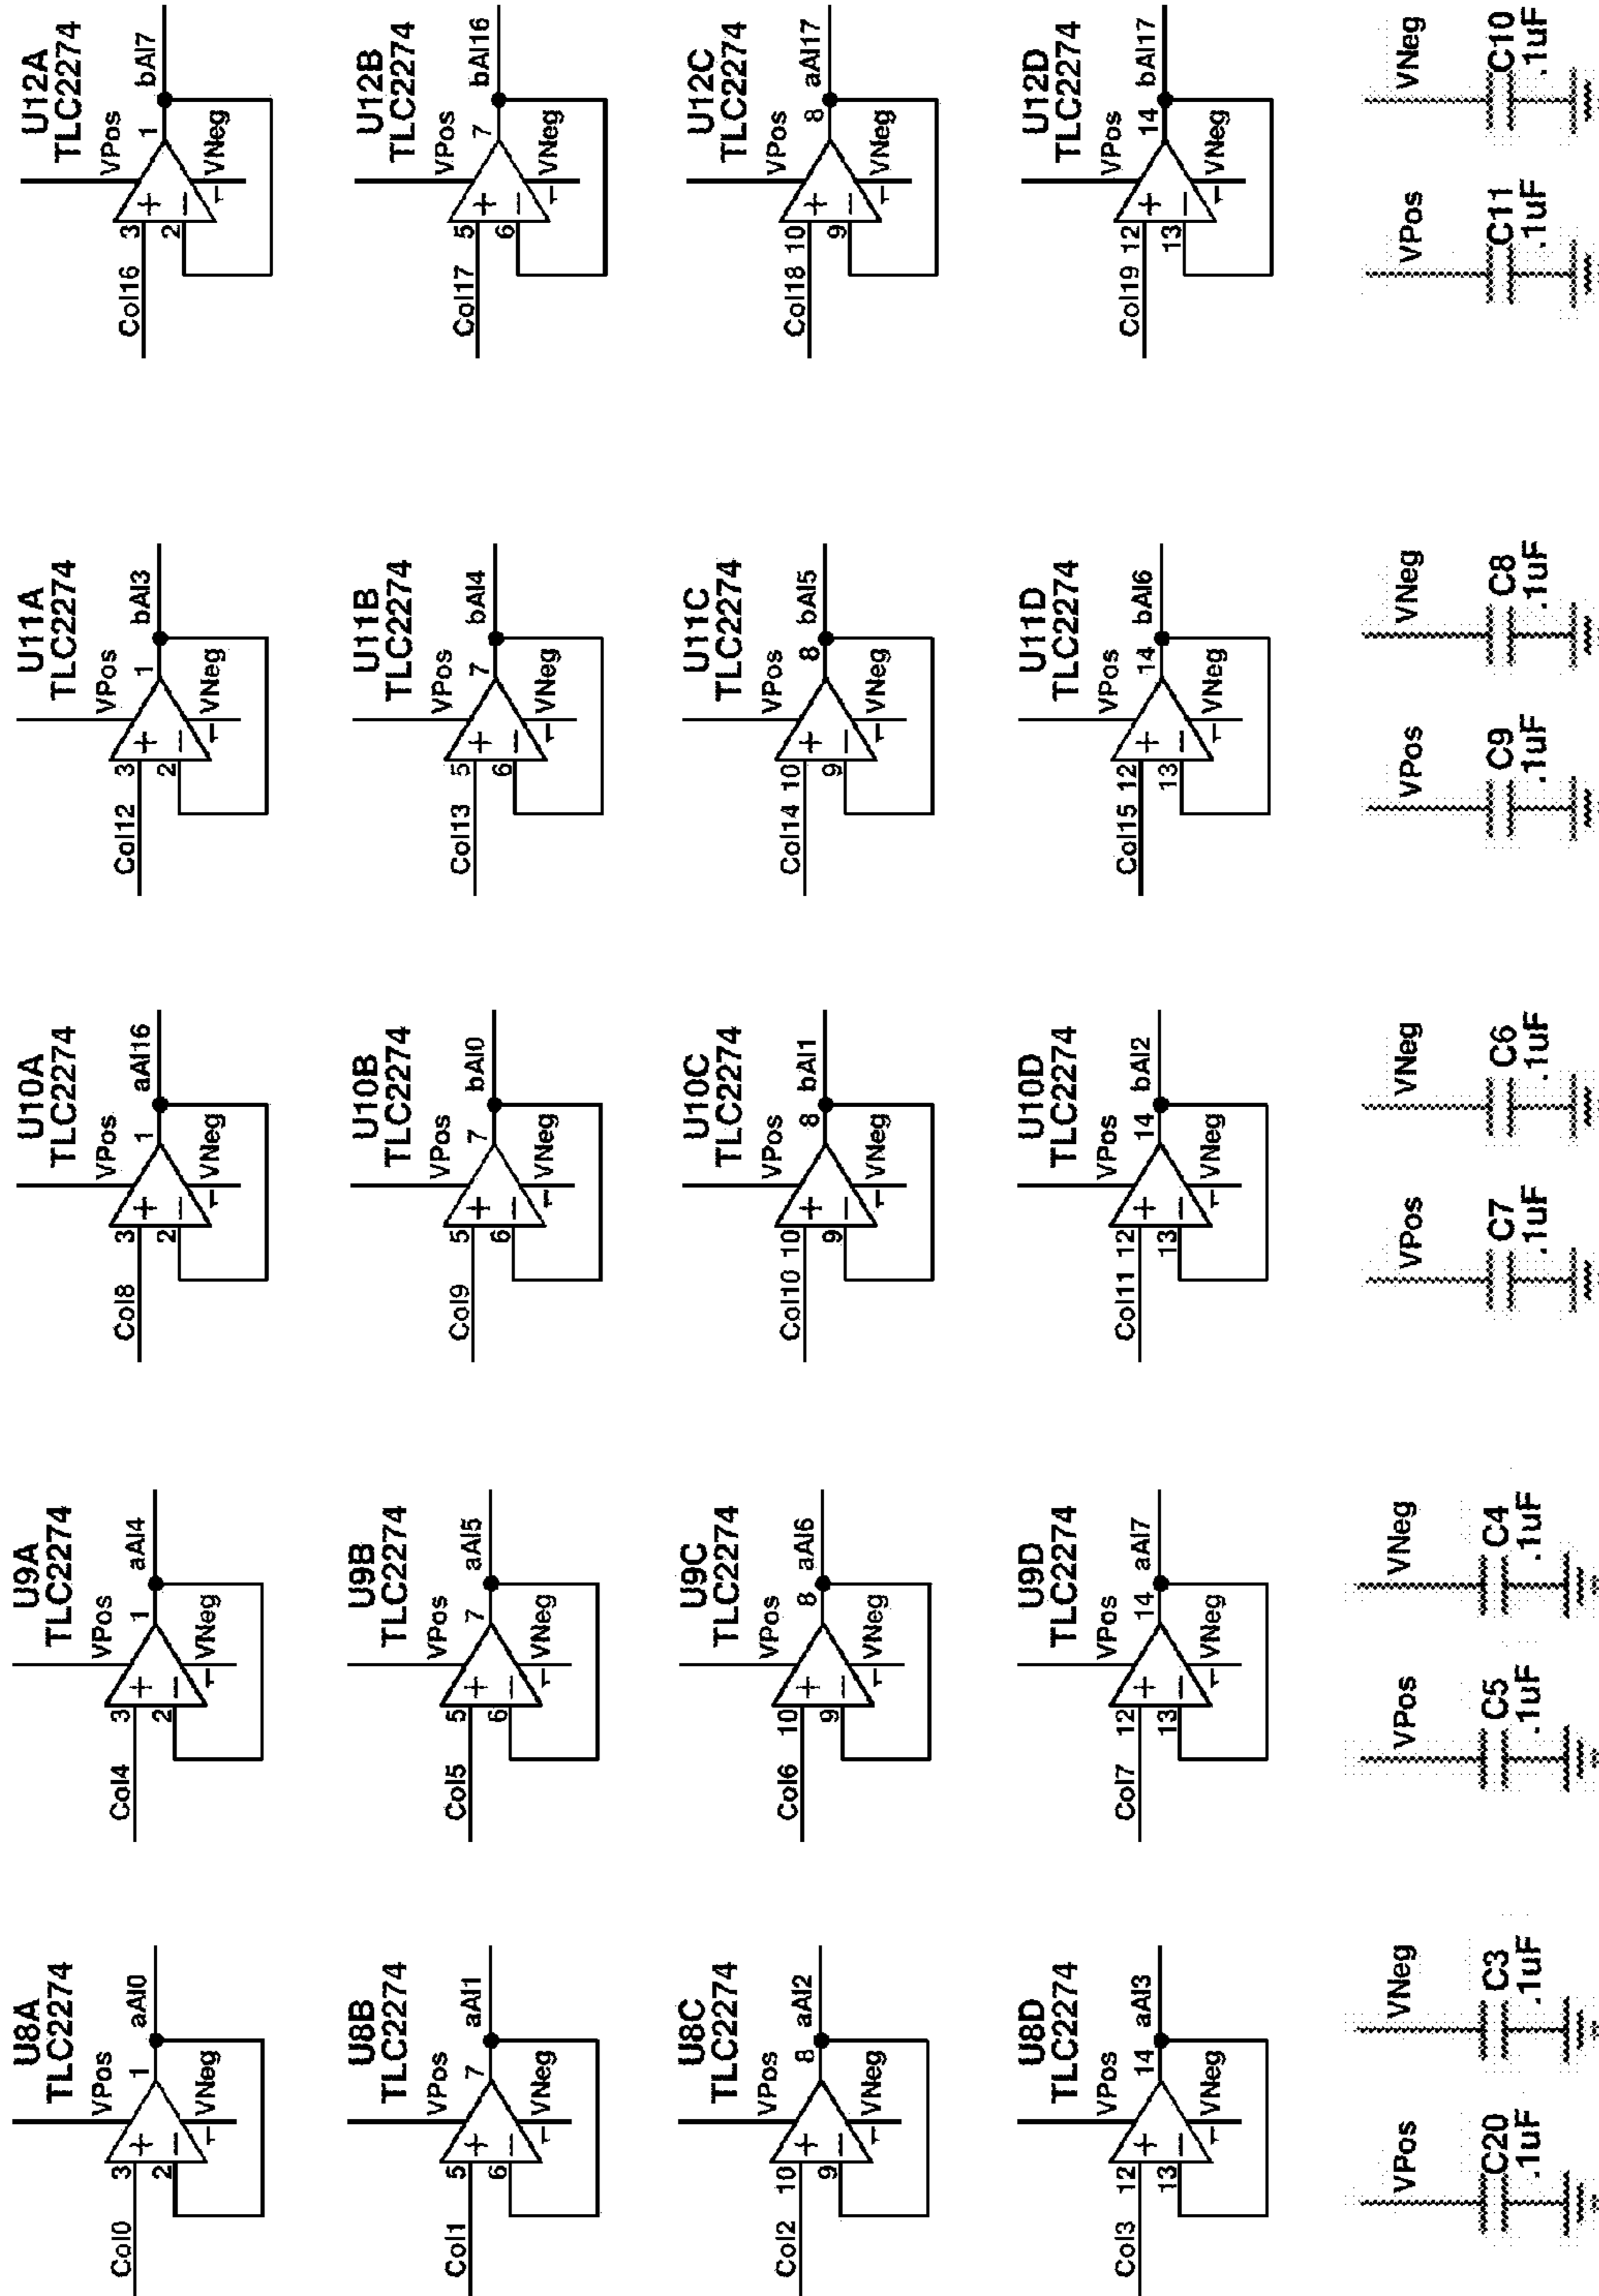 U8A
TLC2274
VPos
Col0
3
2
+
−
1
aAI0
VNeg
U9A
TLC2274
VPos
Col4
3
2
+
−
1
aAI4
VNeg
U10A
TLC2274
VPos
Col8
3
2
+
−
1
aAI16
VNeg
U11A
TLC2274
VPos
Col12
3
2
+
−
1
bAI3
VNeg
U12A
TLC2274
VPos
Col16
3
2
+
−
1
bAI7
VNeg
U8B
TLC2274
VPos
Col1
5
6
+
−
7
aAI1
VNeg
U9B
TLC2274
VPos
Col5
5
6
+
−
7
aAI5
VNeg
U10B
TLC2274
VPos
Col9
5
6
+
−
7
bAI0
VNeg
U11B
TLC2274
VPos
Col13
5
6
+
−
7
bAI4
VNeg
U12B
TLC2274
VPos
Col17
5
6
+
−
7
bAI16
VNeg
U8C
TLC2274
VPos
Col2
10
9
+
−
8
aAI2
VNeg
U9C
TLC2274
VPos
Col6
10
9
+
−
8
aAI6
VNeg
U10C
TLC2274
VPos
Col10
10
9
+
−
8
bAI1
VNeg
U11C
TLC2274
VPos
Col14
10
9
+
−
8
bAI5
VNeg
U12C
TLC2274
VPos
Col18
10
9
+
−
8
aAI17
VNeg
U8D
TLC2274
VPos
Col3
12
13
+
−
14
aAI3
VNeg
U9D
TLC2274
VPos
Col7
12
13
+
−
14
aAI7
VNeg
U10D
TLC2274
VPos
Col11
12
13
+
−
14
bAI2
VNeg
U11D
TLC2274
VPos
Col15
12
13
+
−
14
bAI6
VNeg
U12D
TLC2274
VPos
Col19
12
13
+
−
14
bAI17
VNeg
VPos
C20
.1uF
VNeg
C3
.1uF
VPos
C5
.1uF
VNeg
C4
.1uF
VPos
C7
.1uF
VNeg
C6
.1uF
VPos
C9
.1uF
VNeg
C8
.1uF
VPos
C11
.1uF
VNeg
C10
.1uF